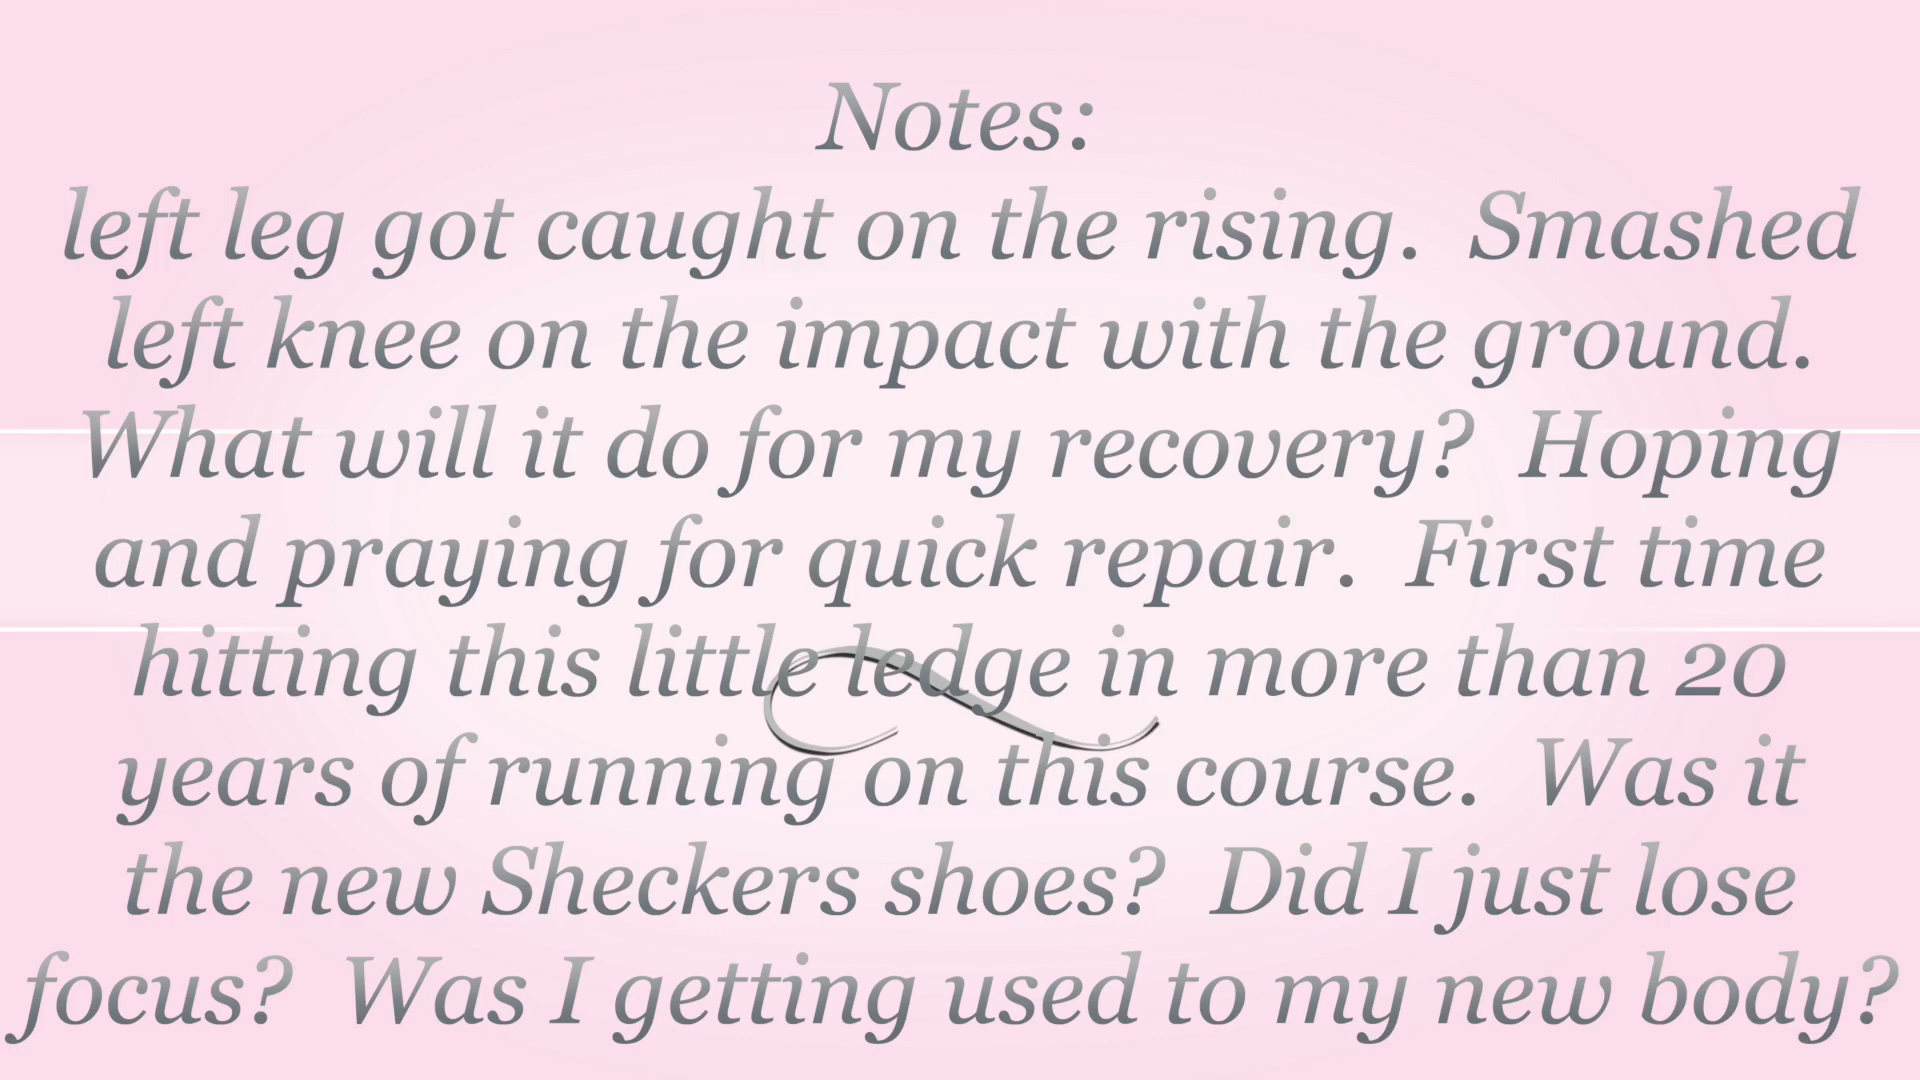 Notes:
left leg got caught on the rising.  Smashed
left knee on the impact with the ground.
What will it do for my recovery?  Hoping
and praying for quick repair.  First time
hitting this little ledge in more than 20
years of running on this course.  Was it
the new Sheckers shoes?  Did I just lose
focus?  Was I getting used to my new body?